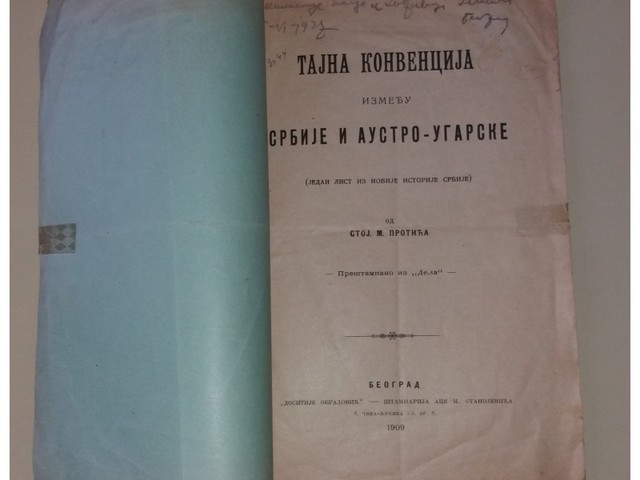 ТАЈНА КОНВЕНЦИЈА
ИЗМЕЂУ
СРБИЈЕ И АУСТРО-УГАРСКЕ
(ЈЕДАН ЛИСТ ИЗ НОВИЈЕ ИСТОРИЈЕ СРБИЈЕ)
ОД
СТОЈ. М. ПРОТИЋА
— Прештампано из „Дела“ —
БЕОГРАД
„ДОСИТИЈЕ ОБРАДОВИЋ“ — ШТАМПАРИЈА АЦЕ М. СТАНОЈЕВИЋА
1909